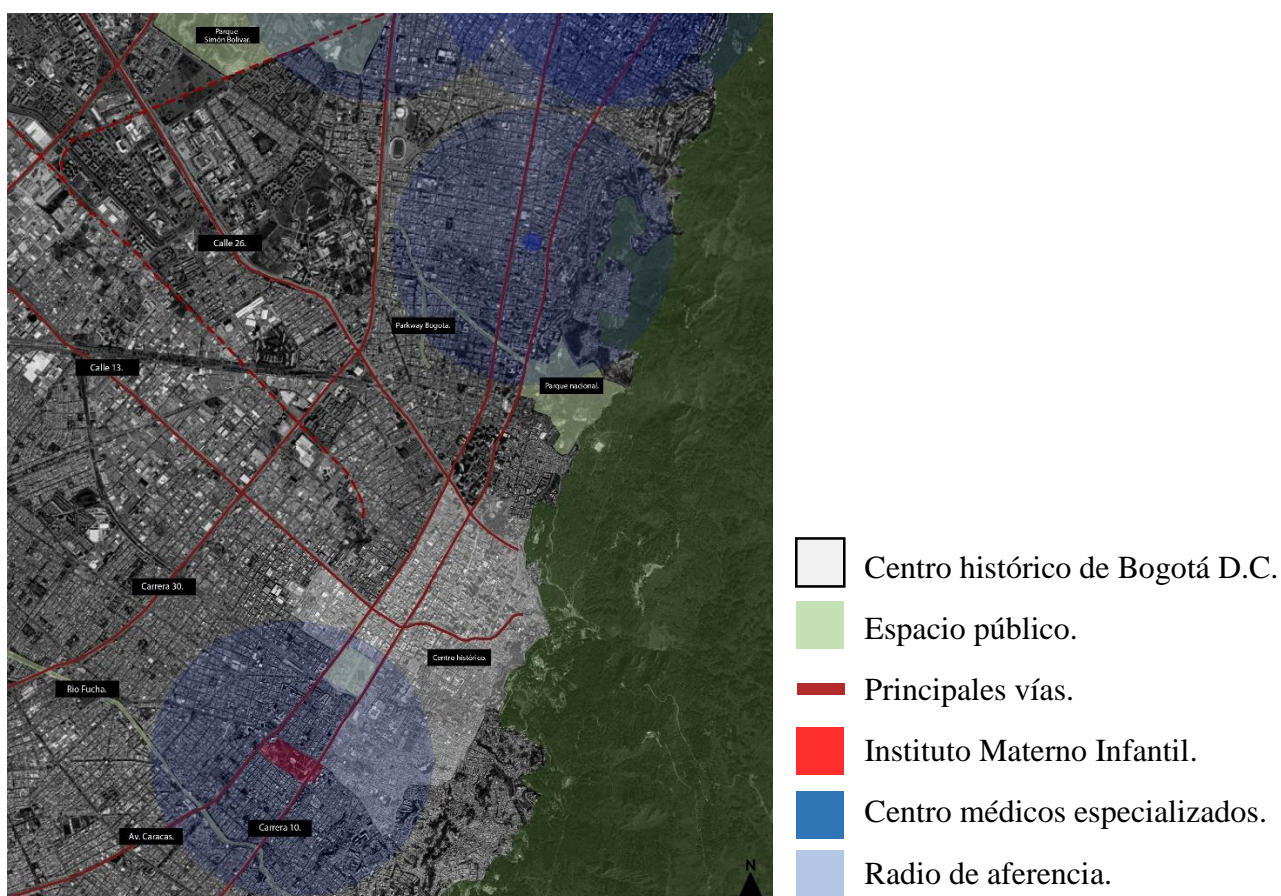 Parque
Simón Bolívar.
Calle 26.
Parkway Bogota.
Calle 13.
Parque nacional.
Carrera 30.
Centro histórico.
Rio Fucha.
Av. Caracas.
Carrera 10.
N
Centro histórico de Bogotá D.C.
Espacio público.
Principales vías.
Instituto Materno Infantil.
Centro médicos especializados.
Radio de aferencia.